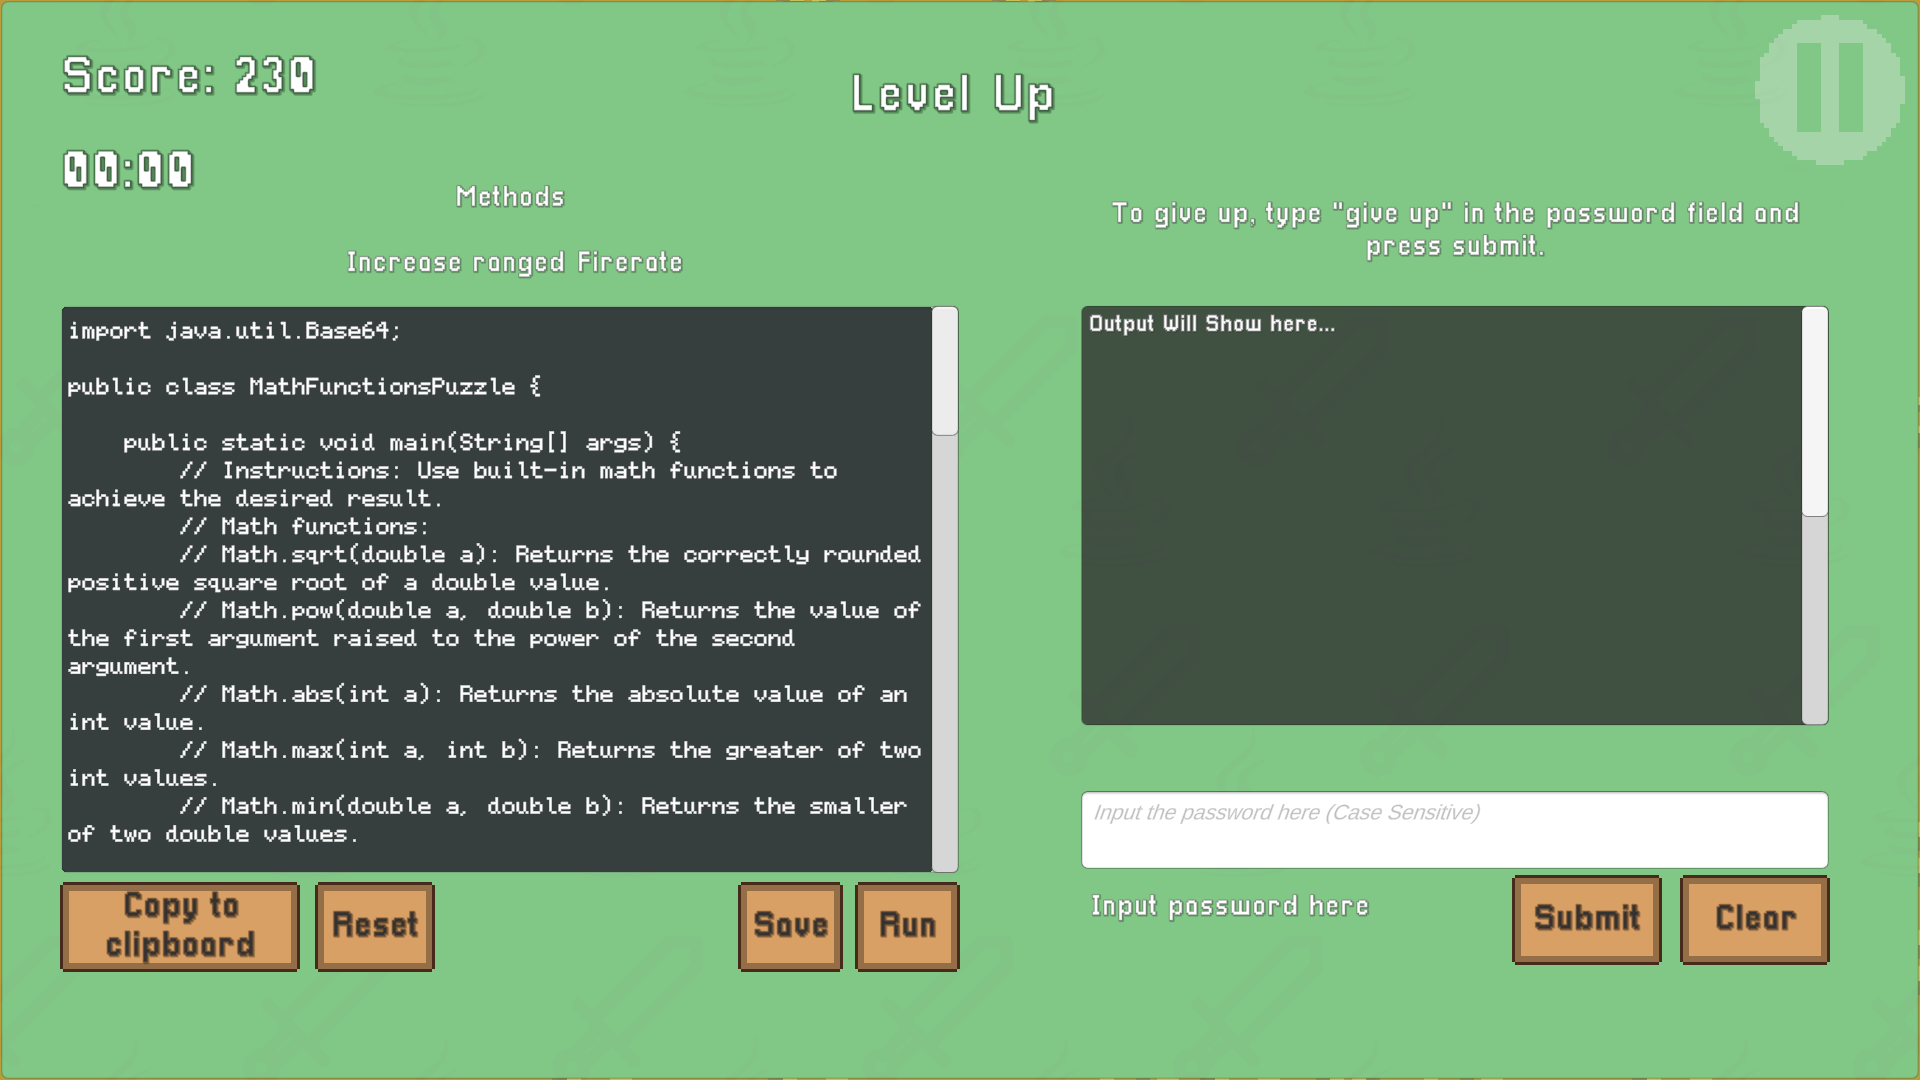 Score: 230
Level Up
00:00
Methods
Increase ranged Firerate
To give up, type "give up" in the password field and
press submit.
import java.util.Base64;
public class MathFunctionsPuzzle {
public static void main(String[] args) {
// Instructions: Use built-in math functions to
achieve the desired result.
// Math functions:
// Math.sqrt(double a): Returns the correctly rounded
positive square root of a double value.
// Math.pow(double a, double b): Returns the value of
the first argument raised to the power of the second
argument.
// Math.abs(int a): Returns the absolute value of an
int value.
// Math.max(int a, int b): Returns the greater of two
int values.
// Math.min(double a, double b): Returns the smaller
of two double values.
Output Will Show here...
Input the password here (Case Sensitive)
Input password here
Copy to
clipboard
Reset
Save
Run
Submit
Clear